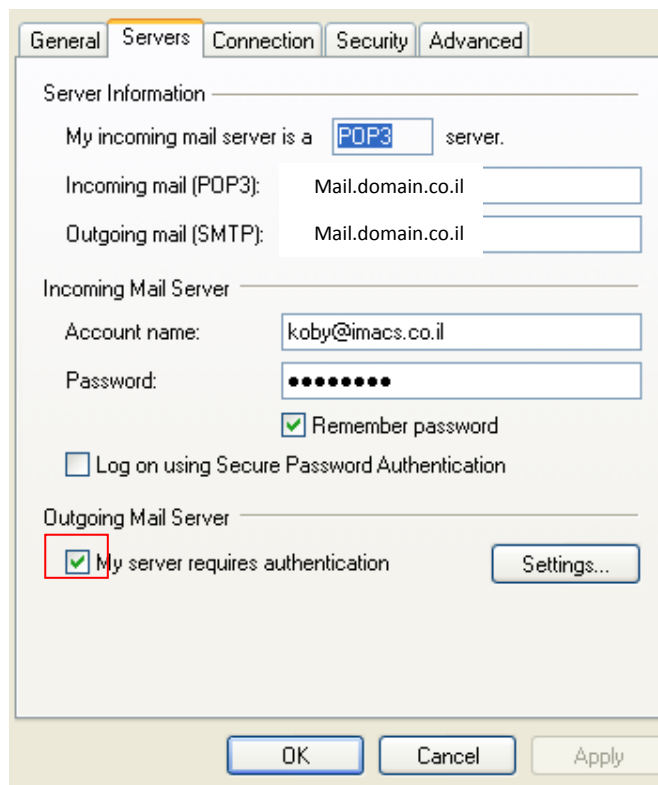 General Servers Connection Security Advanced
Server Information
My incoming mail server is a POP3 server.
Incoming mail (POP3): Mail.domain.co.il
Outgoing mail (SMTP): Mail.domain.co.il
Incoming Mail Server
Account name: koby@imacs.co.il
Password: ●●●●●●●●
Remember password
Log on using Secure Password Authentication
Outgoing Mail Server
My server requires authentication Settings...
OK Cancel Apply